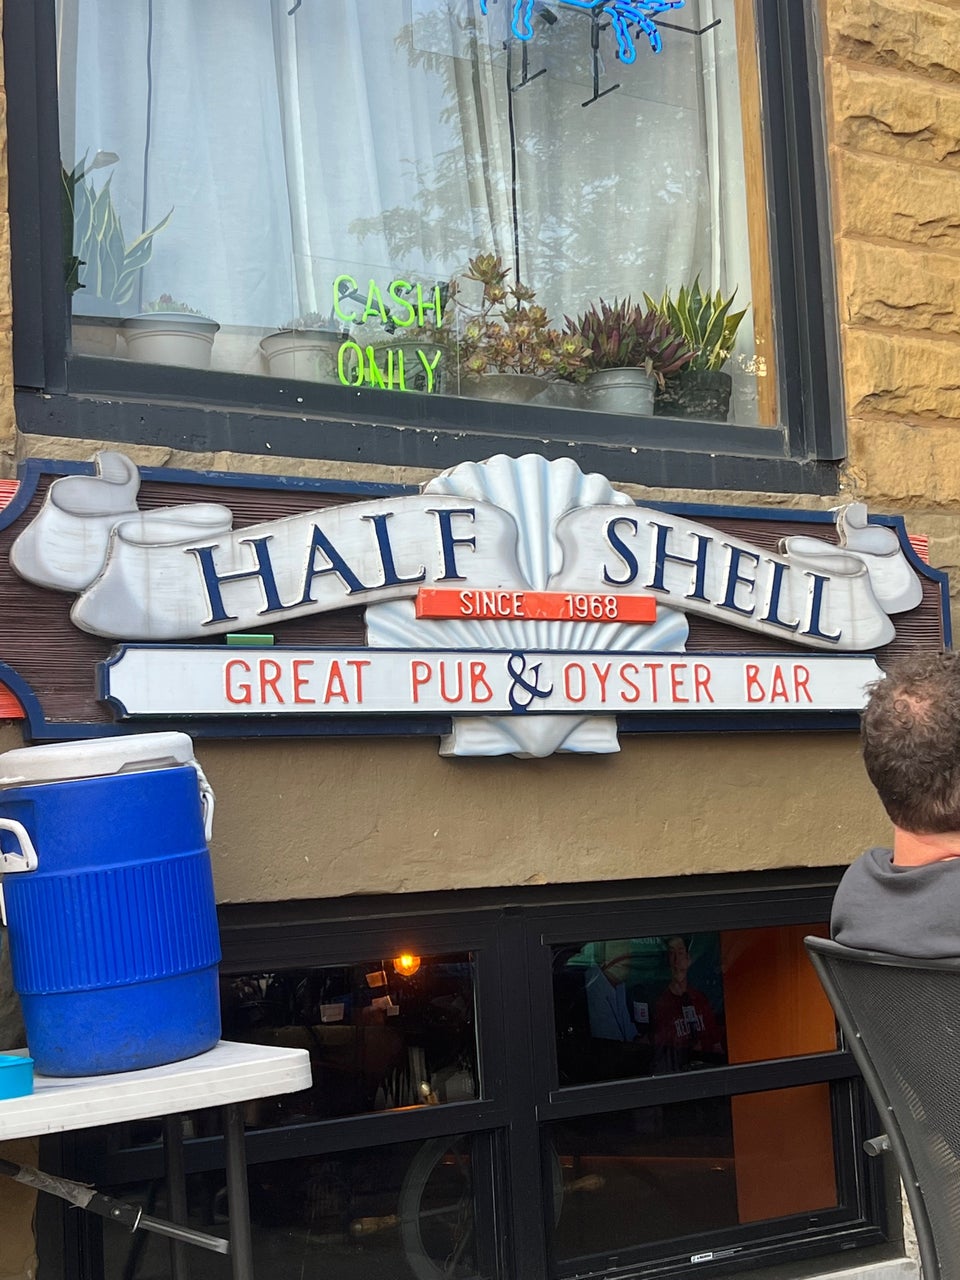 CASH
ONLY
HALF SHELL
SINCE 1968
GREAT PUB & OYSTER BAR